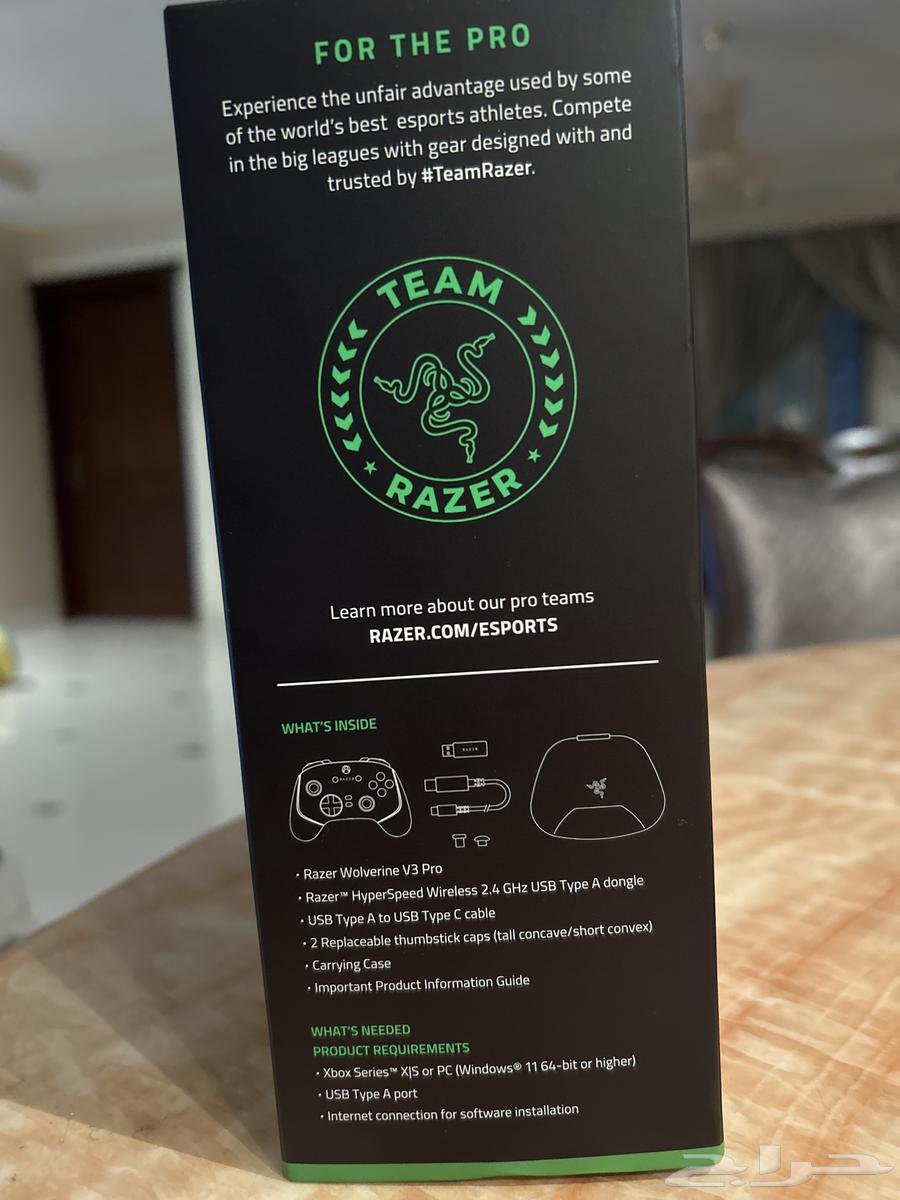 FOR THE PRO
Experience the unfair advantage used by some
of the world's best esports athletes. Compete
in the big leagues with gear designed with and
trusted by #TeamRazer.
TEAM
RAZER
Learn more about our pro teams
RAZER.COM/ESPORTS
WHAT'S INSIDE
RAZER
RAZER
• Razer Wolverine V3 Pro
• Razer™ HyperSpeed Wireless 2.4 GHz USB Type A dongle
• USB Type A to USB Type C cable
• 2 Replaceable thumbstick caps (tall concave/short convex)
• Carrying Case
• Important Product Information Guide
WHAT'S NEEDED
PRODUCT REQUIREMENTS
• Xbox Series™ X|S or PC (Windows® 11 64-bit or higher)
• USB Type A port
• Internet connection for software installation
حراج